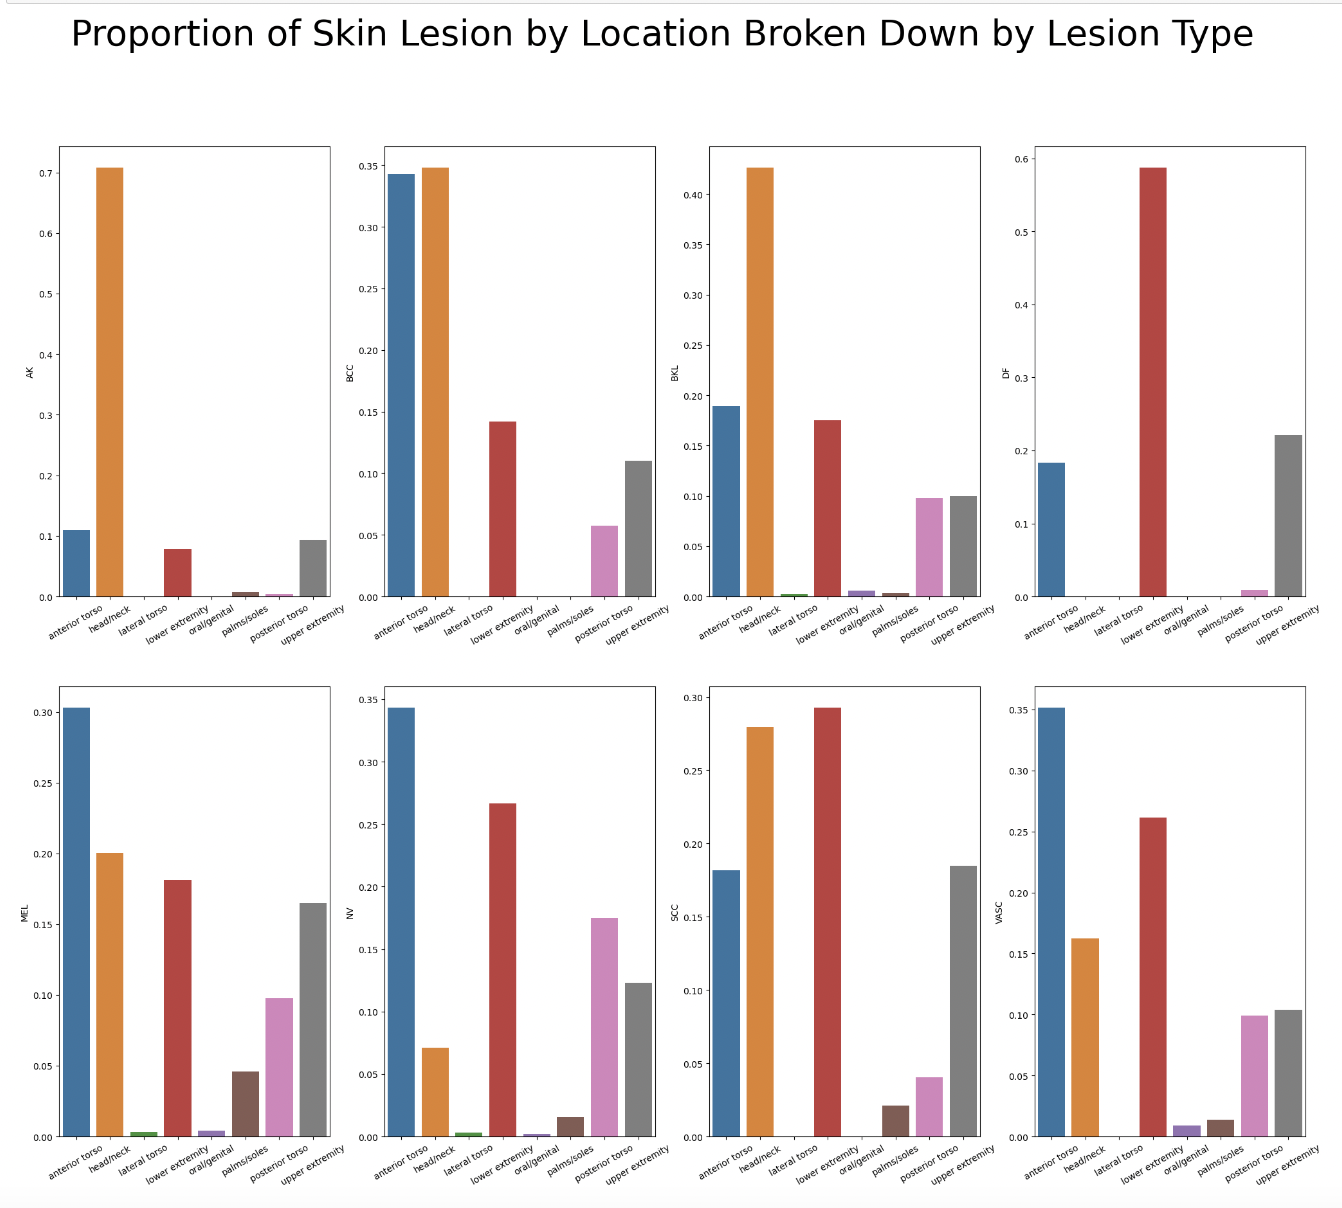 Proportion of Skin Lesion by Location Broken Down by Lesion Type
AK
0.7
0.6
0.5
0.4
0.3
0.2
0.1
0.0
anterior torso
head/neck
lateral torso
lower extremity
oral/genital
palms/soles
posterior torso
upper extremity
BCC
0.35
0.30
0.25
0.20
0.15
0.10
0.05
0.00
anterior torso
head/neck
lateral torso
lower extremity
oral/genital
palms/soles
posterior torso
upper extremity
BKL
0.40
0.35
0.30
0.25
0.20
0.15
0.10
0.05
0.00
anterior torso
head/neck
lateral torso
lower extremity
oral/genital
palms/soles
posterior torso
upper extremity
DF
0.6
0.5
0.4
0.3
0.2
0.1
0.0
anterior torso
head/neck
lateral torso
lower extremity
oral/genital
palms/soles
posterior torso
upper extremity
MEL
0.30
0.25
0.20
0.15
0.10
0.05
0.00
anterior torso
head/neck
lateral torso
lower extremity
oral/genital
palms/soles
posterior torso
upper extremity
NV
0.35
0.30
0.25
0.20
0.15
0.10
0.05
0.00
anterior torso
head/neck
lateral torso
lower extremity
oral/genital
palms/soles
posterior torso
upper extremity
SCC
0.30
0.25
0.20
0.15
0.10
0.05
0.00
anterior torso
head/neck
lateral torso
lower extremity
oral/genital
palms/soles
posterior torso
upper extremity
VASC
0.35
0.30
0.25
0.20
0.15
0.10
0.05
0.00
anterior torso
head/neck
lateral torso
lower extremity
oral/genital
palms/soles
posterior torso
upper extremity